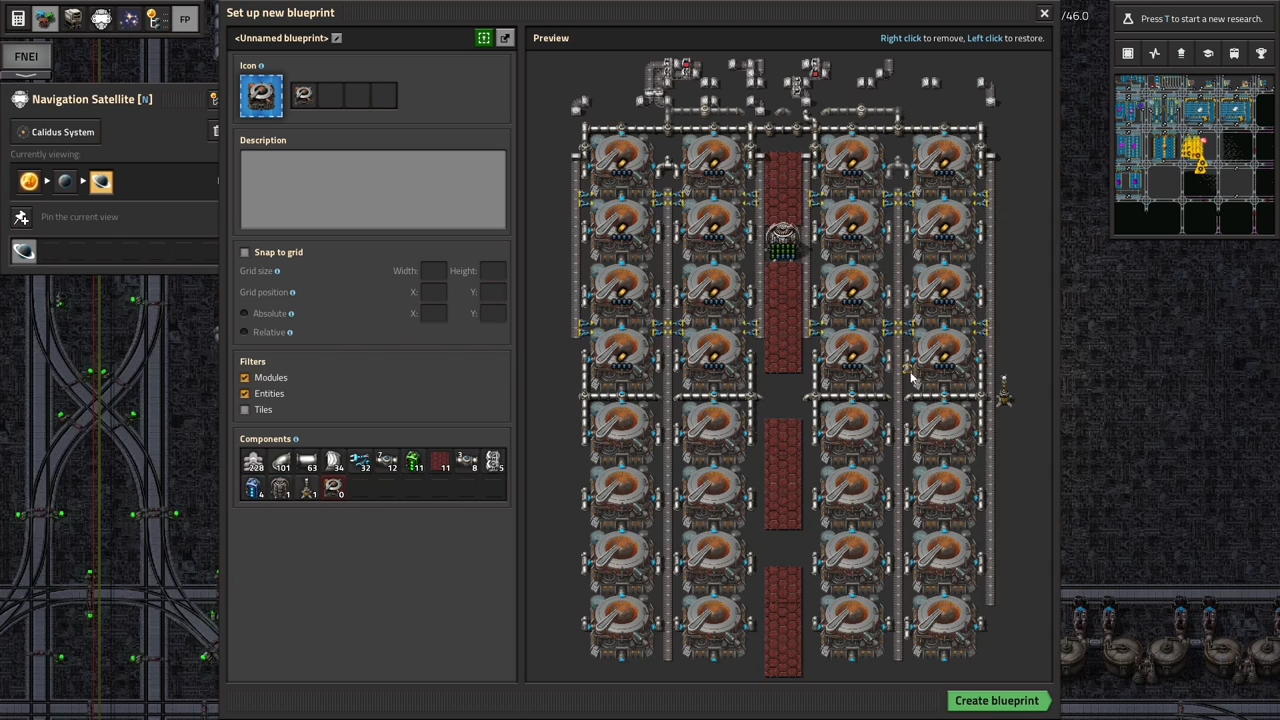 Set up new blueprint
/46.0
Press T to start a new research.
FP
FNEI
<Unnamed blueprint>
Preview
Right click to remove, Left click to restore.
Icon
Navigation Satellite [N]
Calidus System
Description
Currently viewing:
Pin the current view
Snap to grid
Grid size
Width:
Height:
Grid position
X:
Y:
Absolute
X:
Y:
Relative
Filters
Modules
Entities
Tiles
Components
228 101 63 34 32 12 11 11 8 5
4 1 1 0
Create blueprint